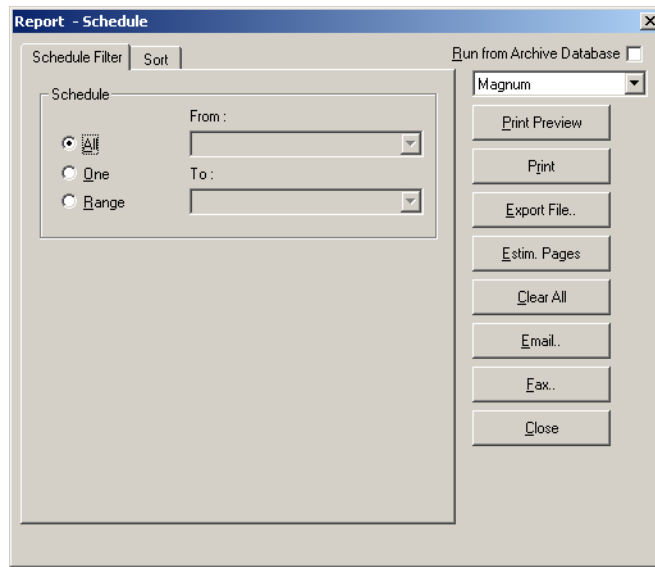 Report - Schedule
Schedule Filter
Sort
Run from Archive Database
Magnum
Schedule
From :
All
One
To :
Range
Print Preview
Print
Export File..
Estim. Pages
Clear All
Email..
Fax..
Close